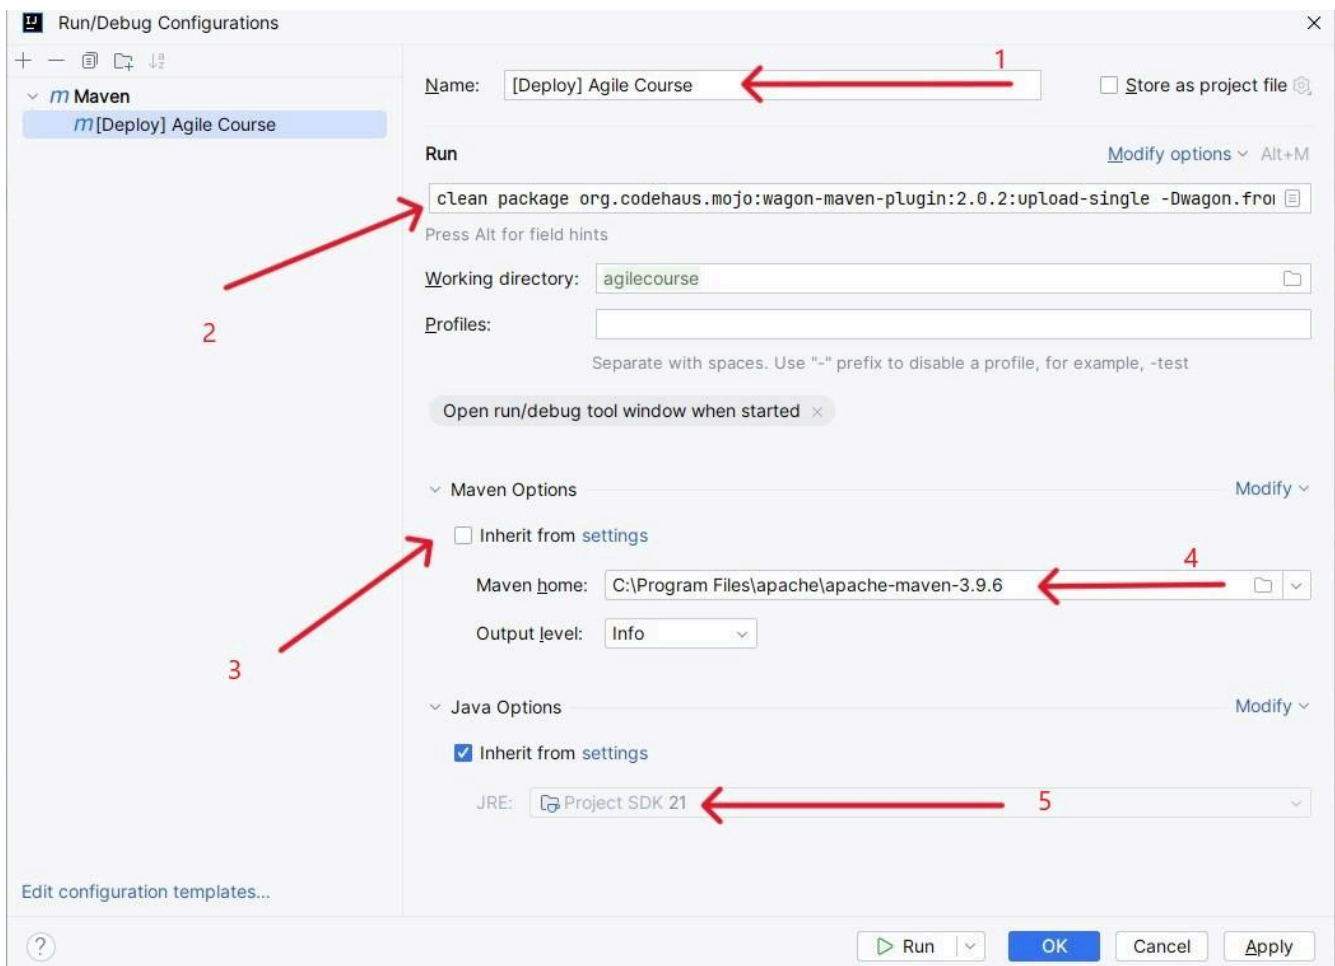 Run/Debug Configurations
Maven
[Deploy] Agile Course
1
Name: [Deploy] Agile Course
Store as project file
Run
Modify options Alt+M
clean package org.codehaus.mojo:wagon-maven-plugin:2.0.2:upload-single -Dwagon.fro
Press Alt for field hints
Working directory: agilecourse
2
Profiles:
Separate with spaces. Use "-" prefix to disable a profile, for example, -test
Open run/debug tool window when started
Maven Options
Modify
3
Inherit from settings
4
Maven home: C:\Program Files\apache\apache-maven-3.9.6
Output level: Info
Java Options
Modify
Inherit from settings
JRE: Project SDK 21
5
Edit configuration templates...
?
Run
OK
Cancel
Apply